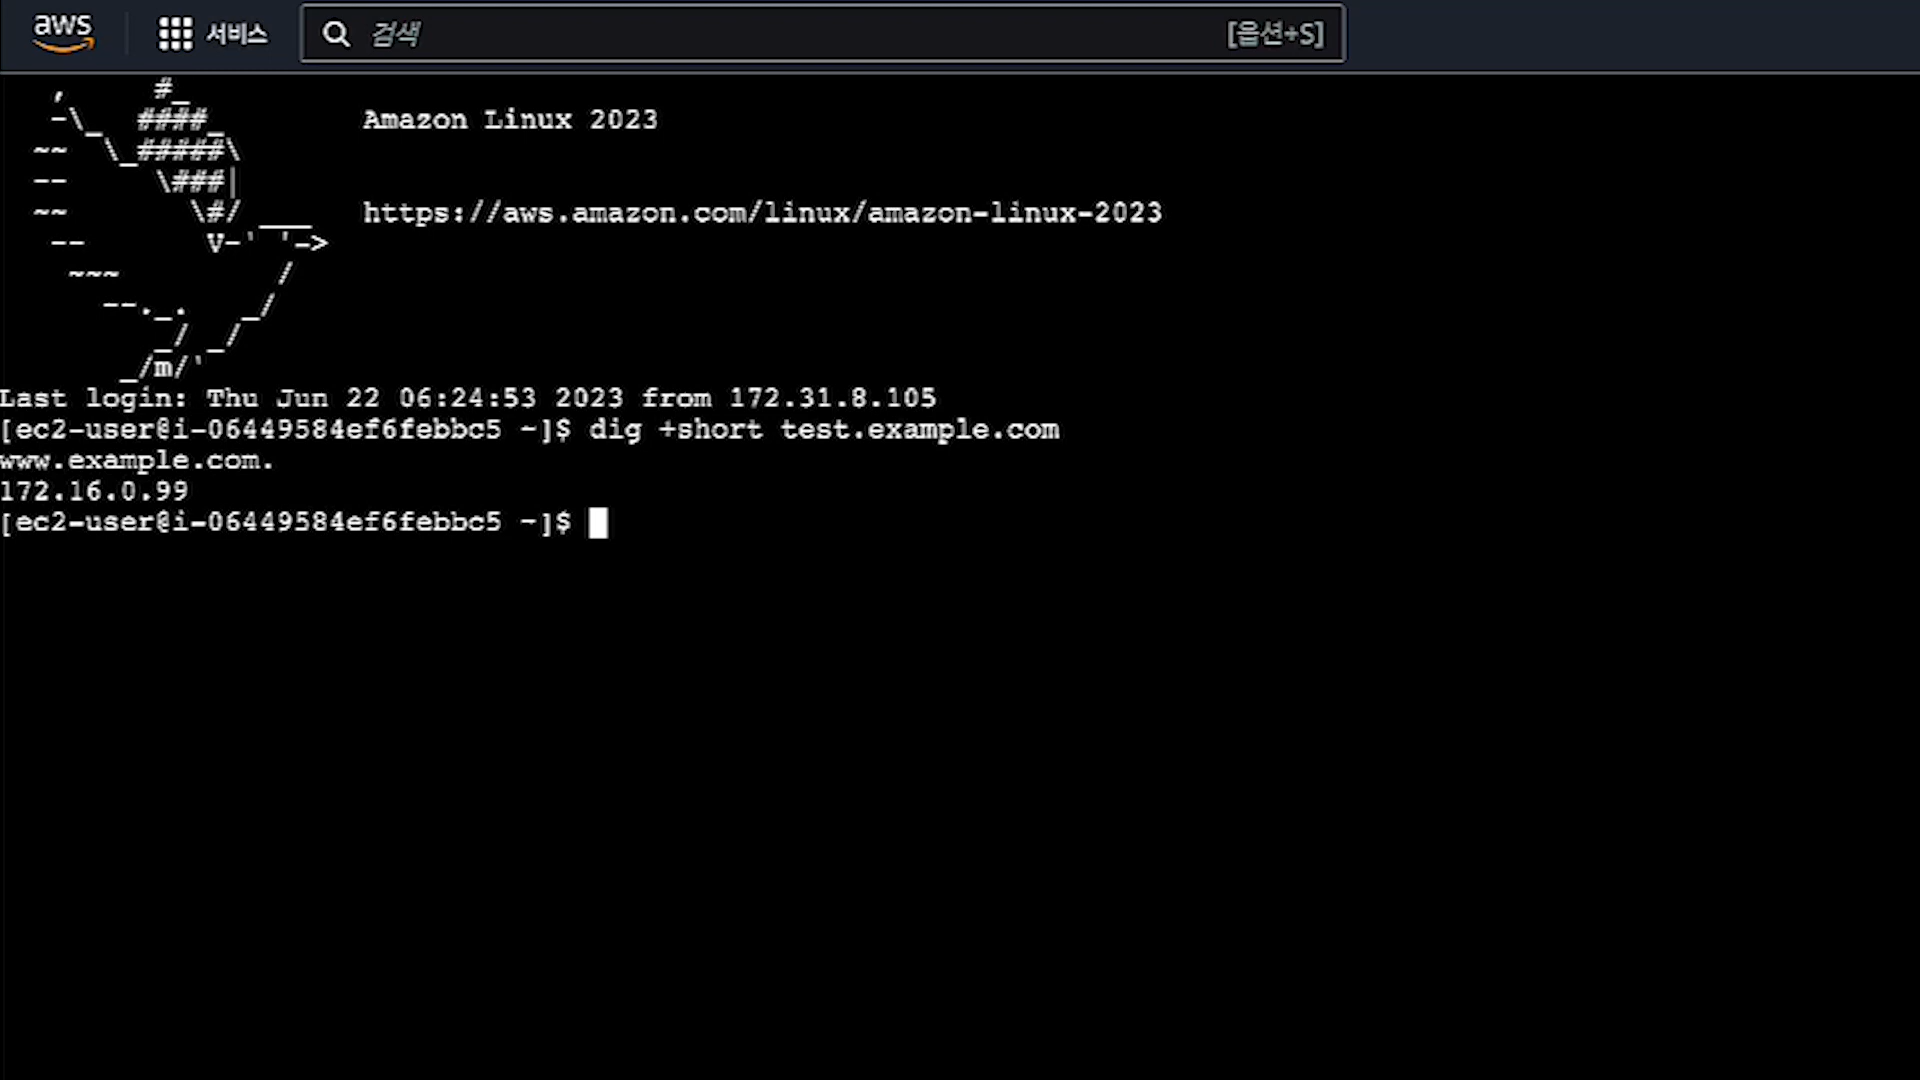 aws 서비스 검색 [옵션+S]
   ,     #_
   -\_  ####_        Amazon Linux 2023
  ~~  \_#####\
  --     \###|
  ~~       \#/ ___   https://aws.amazon.com/linux/amazon-linux-2023
   --       V-' '->
    ~~~         /
      --._.   _/
         _/ _/
       _/m/'
Last login: Thu Jun 22 06:24:53 2023 from 172.31.8.105
[ec2-user@i-06449584ef6febbc5 ~]$ dig +short test.example.com
www.example.com.
172.16.0.99
[ec2-user@i-06449584ef6febbc5 ~]$